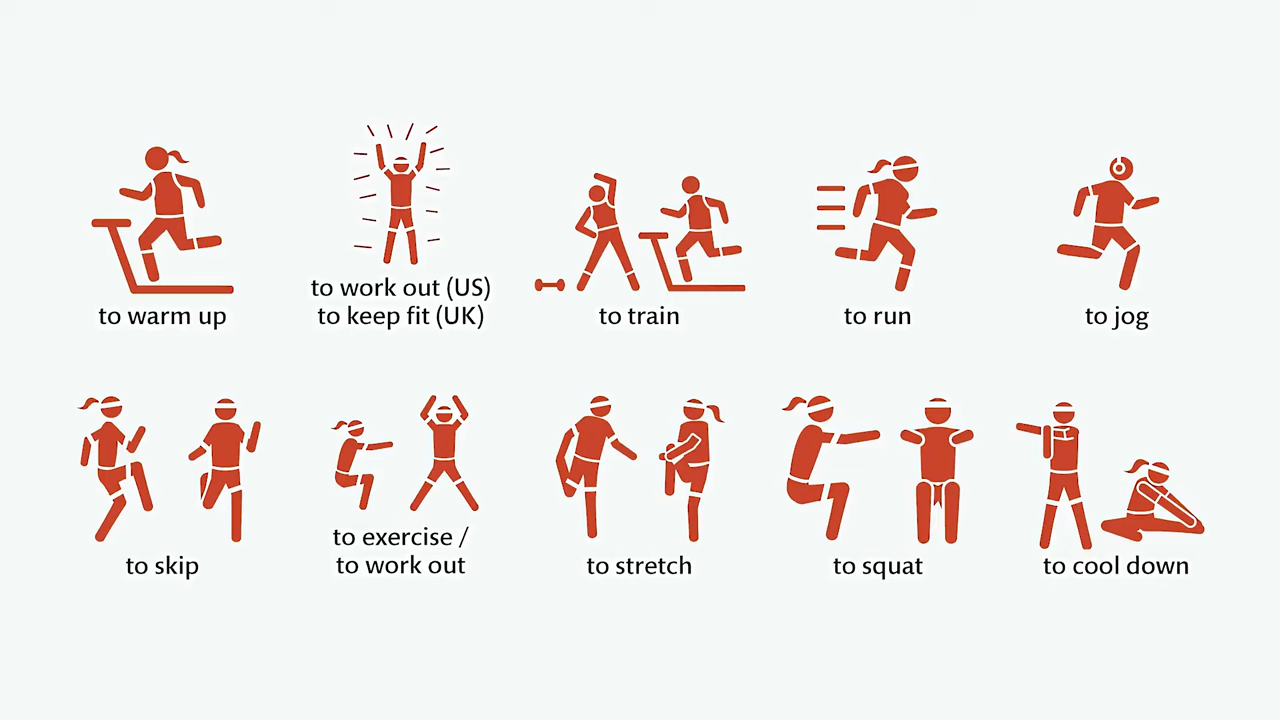 to warm up
to work out (US)
to keep fit (UK)
to train
to run
to jog
to skip
to exercise /
to work out
to stretch
to squat
to cool down